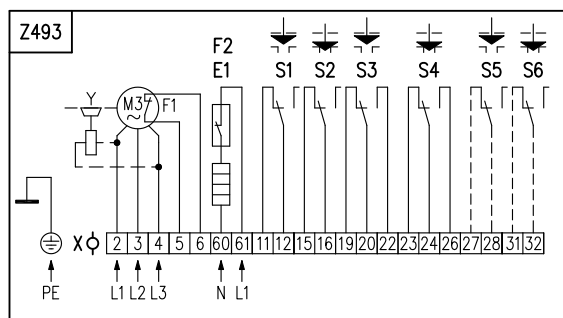 Z493
F2
E1 S1 S2 S3 S4 S5 S6
Y M3 ~ F1
X 2 3 4 5 6 60 61 11 12 15 16 19 20 22 23 24 26 27 28 31 32
PE L1 L2 L3 N L1